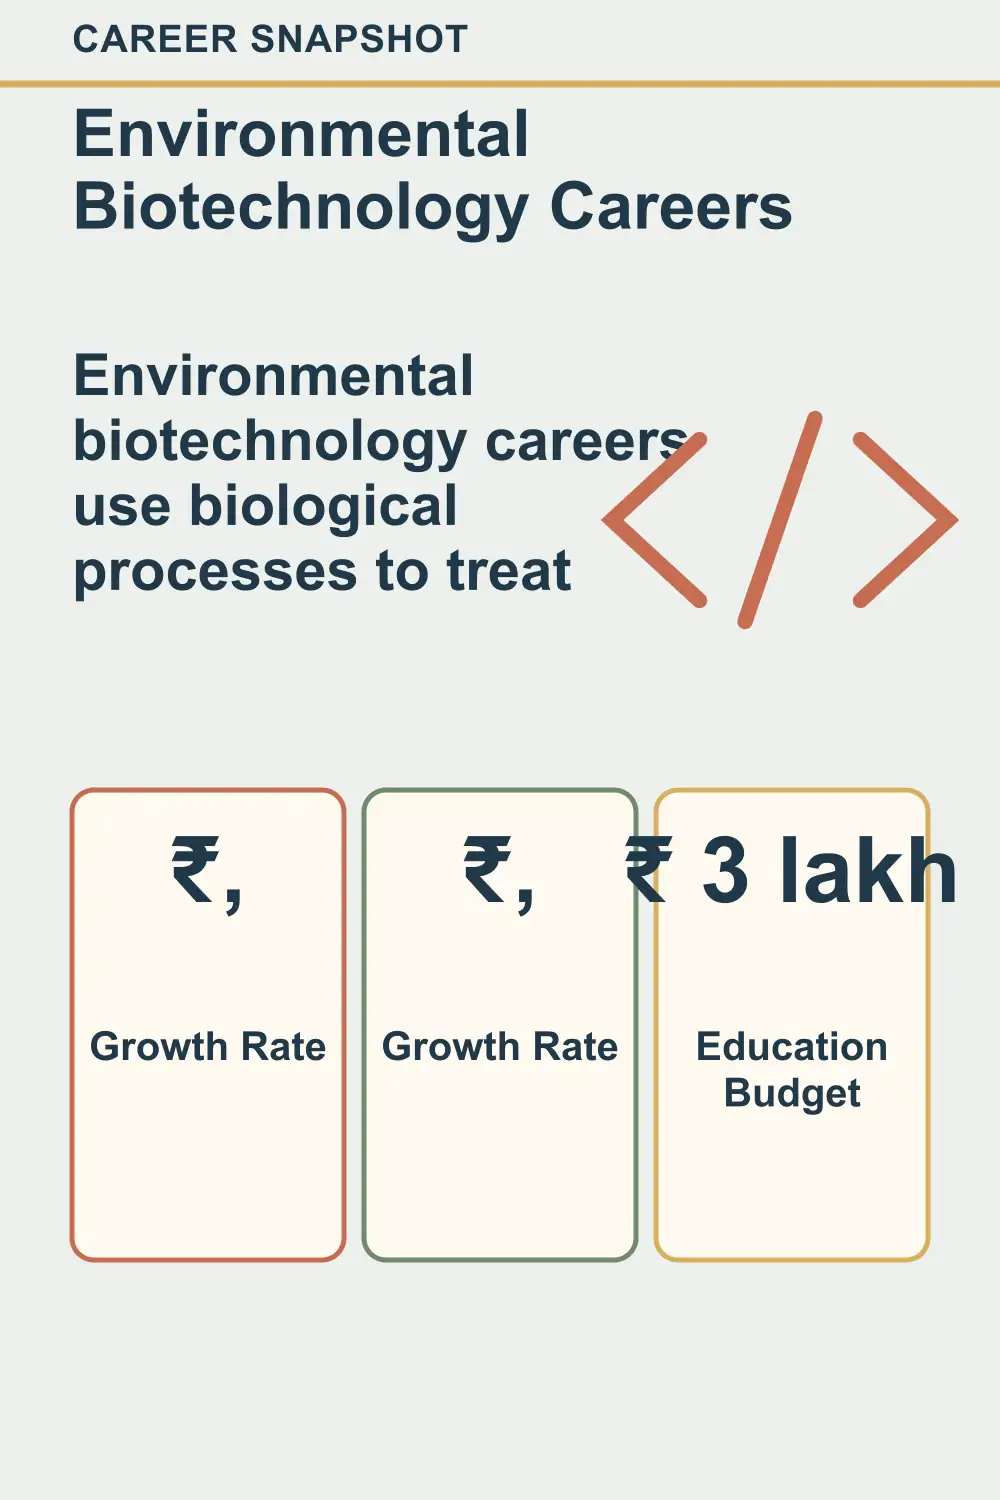 CAREER SNAPSHOT
Environmental
Biotechnology Careers
Environmental
biotechnology careers
use biological
processes to treat
₹,
Growth Rate
₹,
Growth Rate
₹ 3 lakh
Education
Budget